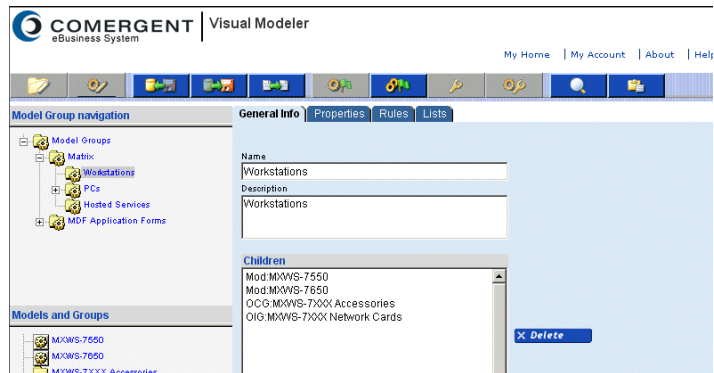 COMERGENT
eBusiness System
Visual Modeler
My Home | My Account | About | Help
Model Group navigation
General Info Properties Rules Lists
Model Groups
Matrix
Workstations
PCs
Hosted Services
MDF Application Forms
Name
Workstations
Description
Workstations
Children
Mod:MXWS-7550
Mod:MXWS-7650
OCG:MXWS-7XXX Accessories
OIG:MXWS-7XXX Network Cards
Delete
Models and Groups
MXWS-7550
MXWS-7650
MXWS-7XXX Accessories